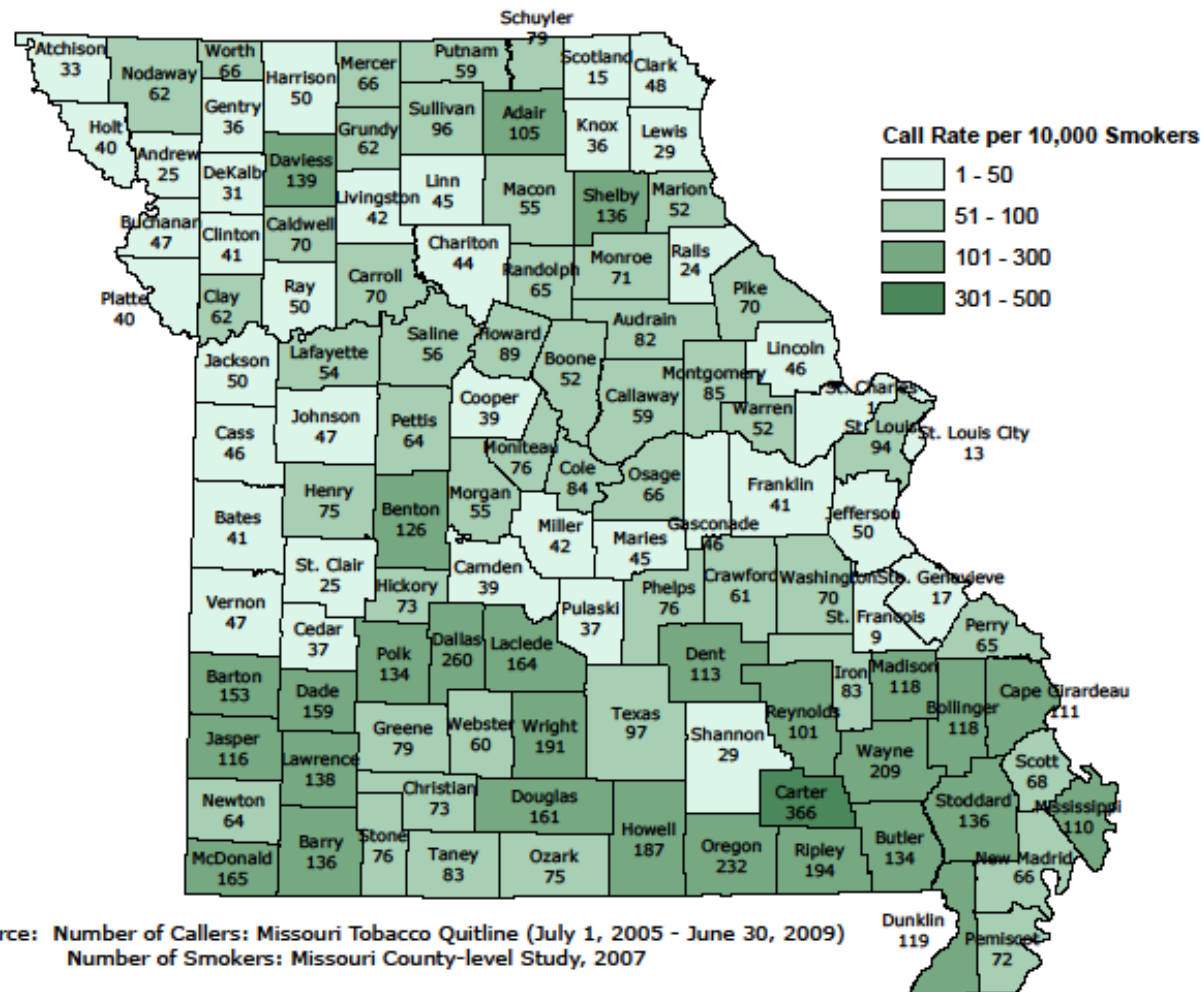 Schuyler
79
Atchison
33
Nodaway
62
Worth
66
Harrison
50
Mercer
66
Putnam
59
Scotland
15
Clark
48
Gentry
36
Sullivan
96
Adair
105
Knox
36
Lewis
29
Holt
40
Andrew
25
DeKalb
31
Daviess
139
Grundy
62
Livingston
42
Linn
45
Macon
55
Shelby
136
Marion
52
Buchanan
47
Clinton
41
Caldwell
70
Chariton
44
Randolph
65
Monroe
71
Ralls
24
Platte
40
Clay
62
Ray
50
Carroll
70
Pike
70
Jackson
50
Lafayette
54
Saline
56
Howard
89
Boone
52
Audrain
82
Callaway
59
Montgomery
85
Lincoln
46
Warren
52
St. Charles
1
St. Louis
94
St. Louis City
13
Cass
46
Johnson
47
Pettis
64
Cooper
39
Moniteau
76
Cole
84
Osage
66
Gasconade
46
Franklin
41
Jefferson
50
Bates
41
Henry
75
Benton
126
Morgan
55
Miller
42
Maries
45
St. Clair
25
Hickory
73
Camden
39
Pulaski
37
Phelps
76
Crawford
61
Washington
70
Ste. Genevieve
17
St. Francois
9
Perry
65
Vernon
47
Cedar
37
Polk
134
Dallas
260
Laclede
164
Dent
113
Iron
83
Madison
118
Bollinger
118
Cape Girardeau
111
Barton
153
Dade
159
Greene
79
Webster
60
Wright
191
Texas
97
Shannon
29
Reynolds
101
Wayne
209
Scott
68
Mississippi
110
Jasper
116
Lawrence
138
Christian
73
Douglas
161
Howell
187
Carter
366
Stoddard
136
Newton
64
McDonald
165
Barry
136
Stone
76
Taney
83
Ozark
75
Oregon
232
Ripley
194
Butler
134
New Madrid
66
Dunklin
119
Pemiscot
72
Call Rate per 10,000 Smokers
1 - 50
51 - 100
101 - 300
301 - 500
rce: Number of Callers: Missouri Tobacco Quitline (July 1, 2005 - June 30, 2009)
Number of Smokers: Missouri County-level Study, 2007